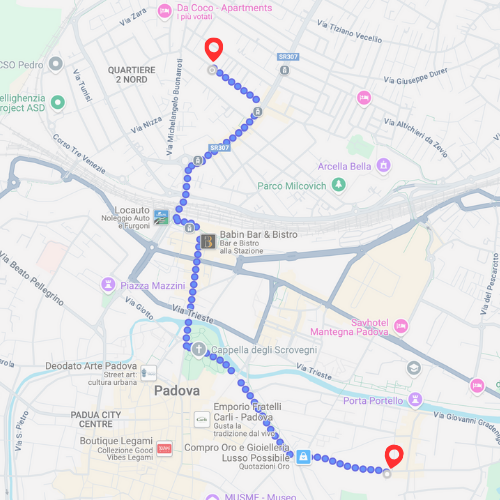 Da Coco - Apartments
I più votati
Via Zara
Via Tiziano Vecello
SR307
CSO Pedro
QUARTIERE
2 NORD
Via Michelangelo Buonarroti
Via Giuseppe Durer
Via Tunisi
ellighenzia
roject ASD
Via Nizza
Via Altichieri da Zevio
SR307
Corso Tre Venezie
Arcella Bella
Parco Milcovich
Locauto
Noleggio Auto
e Furgoni
Babin Bar & Bistro
Bar e Bistro
alla Stazione
Via Beato Pellegrino
Via del Pescarotto
Piazza Mazzini
Via Giotto
Via Trieste
Savhotel
Mantegna Padova
Cappella degli Scrovegni
Deodato Arte Padova
Street art:
cultura urbana
Padova
Porta Portello
Via Giovanni Gradenigo
Via S. Pietro
PADUA CITY
CENTRE
Emporio Fratelli
Carli - Padova
Gusta la
tradizione dal vivo
Boutique Legami
Collezione Good
Vibes Legami
Compro Oro e Gioielleria
Lusso Possibile
Quotazioni Oro
MUSME - Museo